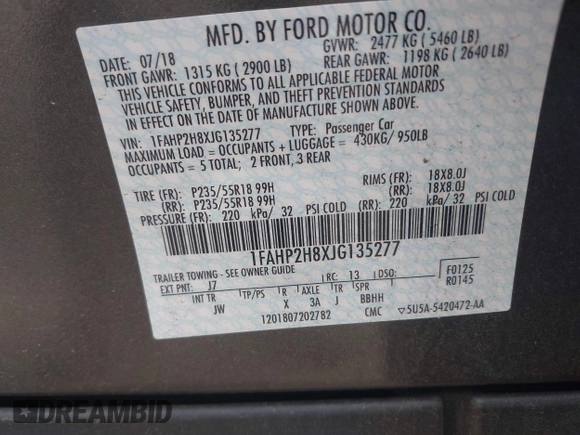 MFD. BY FORD MOTOR CO.
DATE: 07/18 GVWR: 2477 KG ( 5460 LB)
FRONT GAWR: 1315 KG ( 2900 LB) REAR GAWR: 1198 KG ( 2640 LB)
THIS VEHICLE CONFORMS TO ALL APPLICABLE FEDERAL MOTOR
VEHICLE SAFETY, BUMPER, AND THEFT PREVENTION STANDARDS
IN EFFECT ON THE DATE OF MANUFACTURE SHOWN ABOVE.
VIN: 1FAHP2H8XJG135277 TYPE: Passenger Car
MAXIMUM LOAD = OCCUPANTS + LUGGAGE = 430KG/ 950LB
OCCUPANTS = 5 TOTAL; 2 FRONT, 3 REAR
TIRE (FR): P235/55R18 99H RIMS (FR): 18X8.0J
(RR): P235/55R18 99H (RR): 18X8.0J
PRESSURE (FR): 220 kPa/ 32 PSI COLD (RR): 220 kPa/ 32 PSI COLD
1FAHP2H8XJG135277
TRAILER TOWING - SEE OWNER GUIDE
EXT PNT: J7 RC: 13 DSO: F0125
R0145
INT TR TP/PS R AXLE TR SPR
JW X 3A J BBHH
1201807202782 CMC ▽5U5A-5420472-AA
DREAMBID